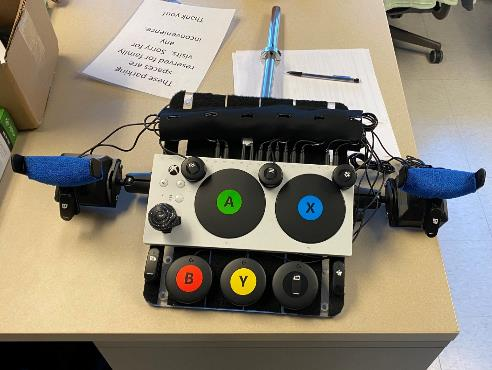 These parking
spaces are
reserved for family
visits. Sorry for
any
inconvenience.
Thank you!
A
X
B
Y